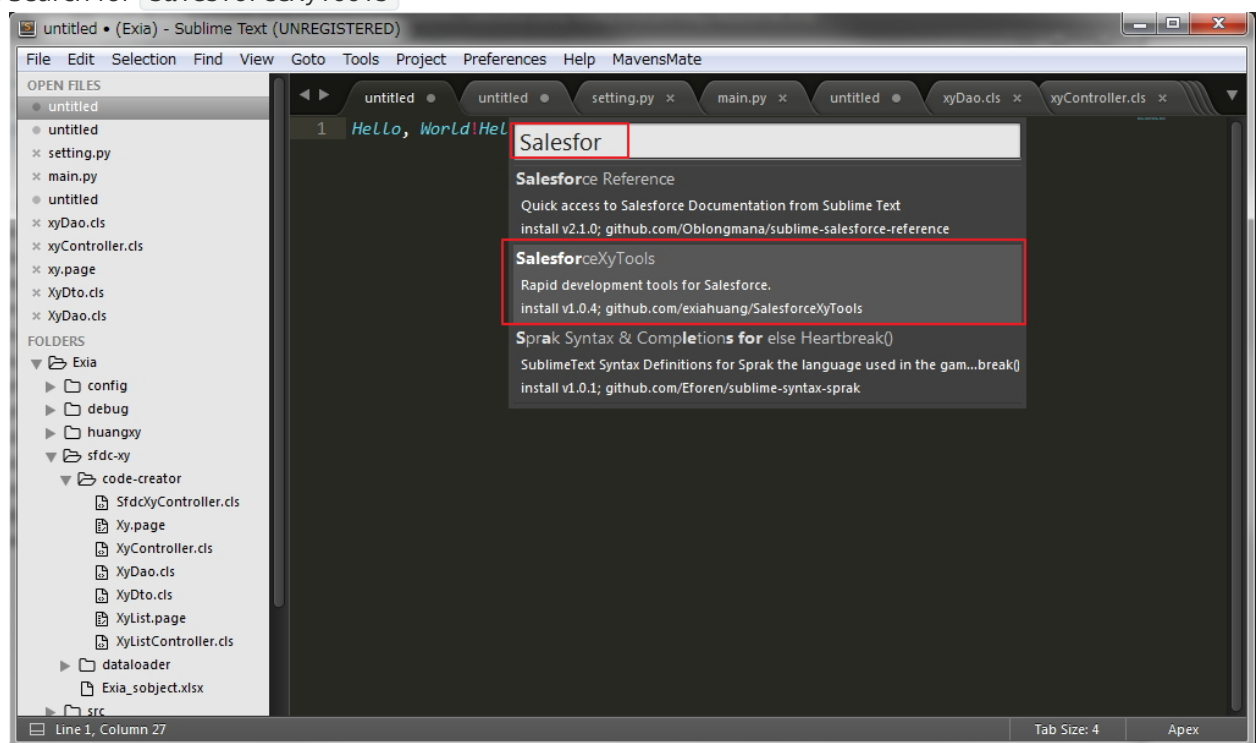 Search for SalesforceXyTools
untitled • (Exia) - Sublime Text (UNREGISTERED)
File Edit Selection Find View Goto Tools Project Preferences Help MavensMate
OPEN FILES
untitled
untitled
setting.py
main.py
untitled
xyDao.cls
xyController.cls
xy.page
XyDto.cls
XyDao.cls
FOLDERS
Exia
config
debug
huangxy
sfdc-xy
code-creator
SfdcXyController.cls
Xy.page
XyController.cls
XyDao.cls
XyDto.cls
XyList.page
XyListController.cls
dataloader
Exia_sobject.xlsx
src
untitled untitled setting.py main.py untitled xyDao.cls xyController.cls
1 Hello, World!Hel
Salesfor
Salesforce Reference
Quick access to Salesforce Documentation from Sublime Text
install v2.1.0; github.com/Oblongmana/sublime-salesforce-reference
SalesforceXyTools
Rapid development tools for Salesforce.
install v1.0.4; github.com/exiahuang/SalesforceXyTools
Sprak Syntax & Completions for else Heartbreak()
SublimeText Syntax Definitions for Sprak the language used in the gam...break()
install v1.0.1; github.com/Eforen/sublime-syntax-sprak
Line 1, Column 27
Tab Size: 4
Apex